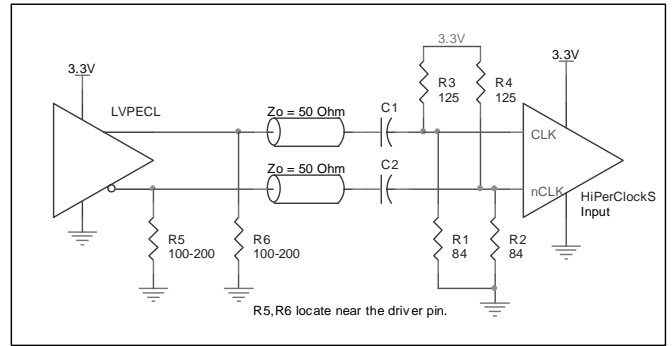 3.3V
3.3V
3.3V
LVPECL
R3
125
R4
125
Zo = 50 Ohm
C1
CLK
Zo = 50 Ohm
C2
nCLK
HiPerClockS
Input
R5
100-200
R6
100-200
R1
84
R2
84
R5,R6 locate near the driver pin.